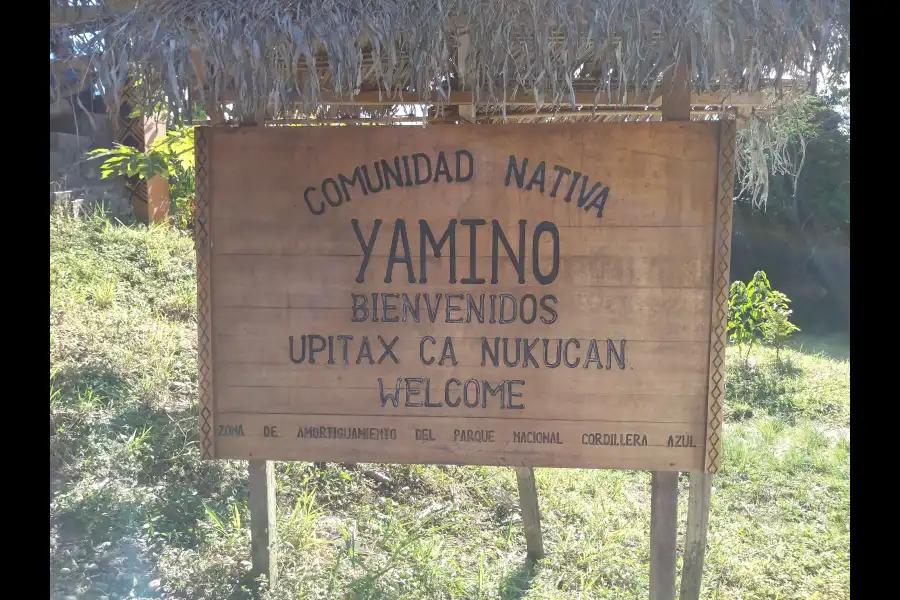 COMUNIDAD NATIVA
YAMINO
BIENVENIDOS
UPITAX CA NUKUCAN
WELCOME
ZONA DE AMORTIGUAMIENTO DEL PARQUE NACIONAL CORDILLERA AZUL